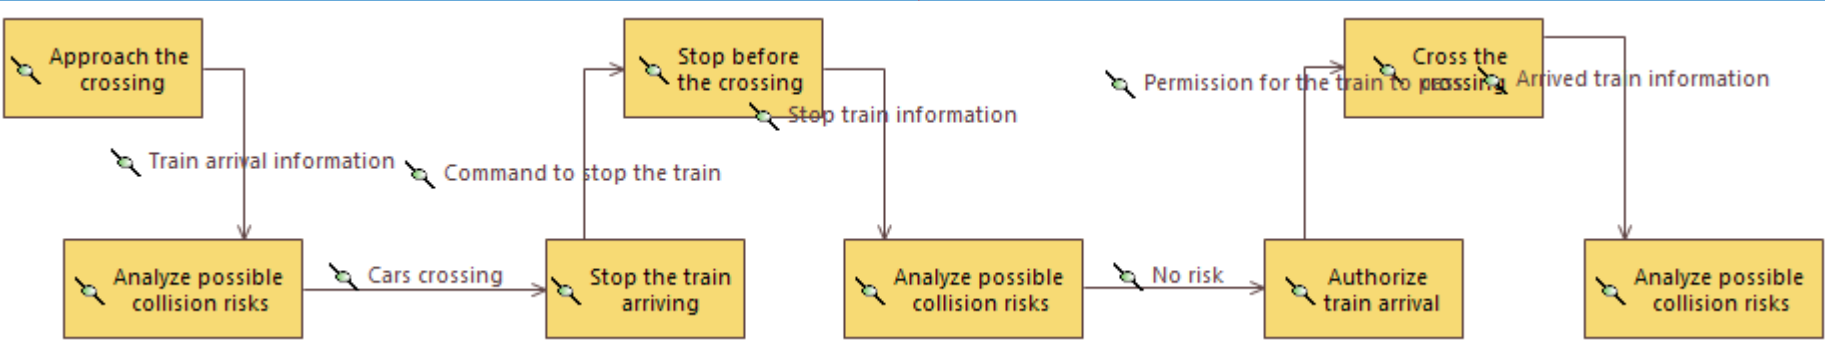 Approach the
crossing
Stop before
the crossing
Cross the
crossing
Permission for the train to pass
Arrived train information
Stop train information
Train arrival information
Command to stop the train
Analyze possible
collision risks
Cars crossing
Stop the train
arriving
Analyze possible
collision risks
No risk
Authorize
train arrival
Analyze possible
collision risks